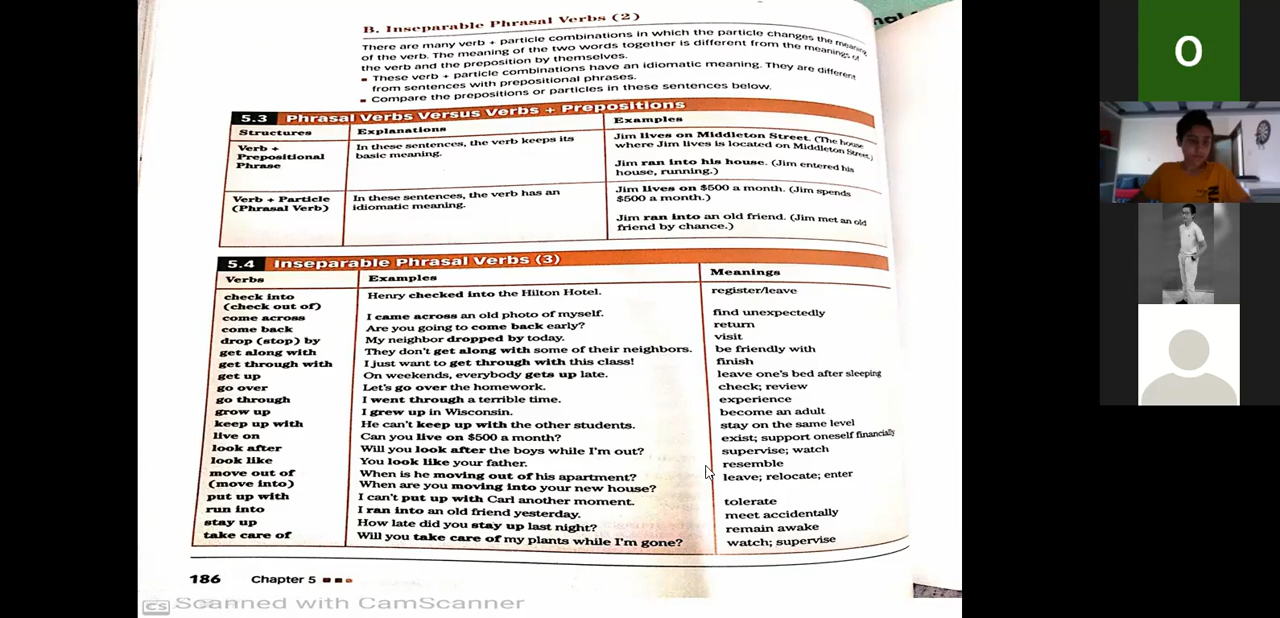 B. Inseparable Phrasal Verbs (2)
There are many verb + particle combinations in which the particle changes the meaning
of the verb. The meaning of the two words together is different from the meanings of
the verb and the preposition by themselves.
▪ These verb + particle combinations have an idiomatic meaning. They are different
from sentences with prepositional phrases.
▪ Compare the prepositions or particles in these sentences below.
5.3 Phrasal Verbs Versus Verbs + Prepositions
Structures Explanations Examples
Verb +
Prepositional
Phrase
In these sentences, the verb keeps its
basic meaning.
Jim lives on Middleton Street. (The house
where Jim lives is located on Middleton Street.)
Jim ran into his house. (Jim entered his
house, running.)
Verb + Particle
(Phrasal Verb)
In these sentences, the verb has an
idiomatic meaning.
Jim lives on $500 a month. (Jim spends
$500 a month.)
Jim ran into an old friend. (Jim met an old
friend by chance.)
5.4 Inseparable Phrasal Verbs (3)
Verbs Examples Meanings
check into Henry checked into the Hilton Hotel. register/leave
(check out of)
come across I came across an old photo of myself. find unexpectedly
come back Are you going to come back early? return
drop (stop) by My neighbor dropped by today. visit
get along with They don't get along with some of their neighbors. be friendly with
get through with I just want to get through with this class! finish
get up On weekends, everybody gets up late. leave one's bed after sleeping
go over Let's go over the homework. check; review
go through I went through a terrible time. experience
grow up I grew up in Wisconsin. become an adult
keep up with He can't keep up with the other students. stay on the same level
live on Can you live on $500 a month? exist; support oneself financially
look after Will you look after the boys while I'm out? supervise; watch
look like You look like your father. resemble
move out of When is he moving out of his apartment? leave; relocate; enter
(move into) When are you moving into your new house?
put up with I can't put up with Carl another moment. tolerate
run into I ran into an old friend yesterday. meet accidentally
stay up How late did you stay up last night? remain awake
take care of Will you take care of my plants while I'm gone? watch; supervise
186 Chapter 5 ▪ ▪ ▪
CS Scanned with CamScanner
O